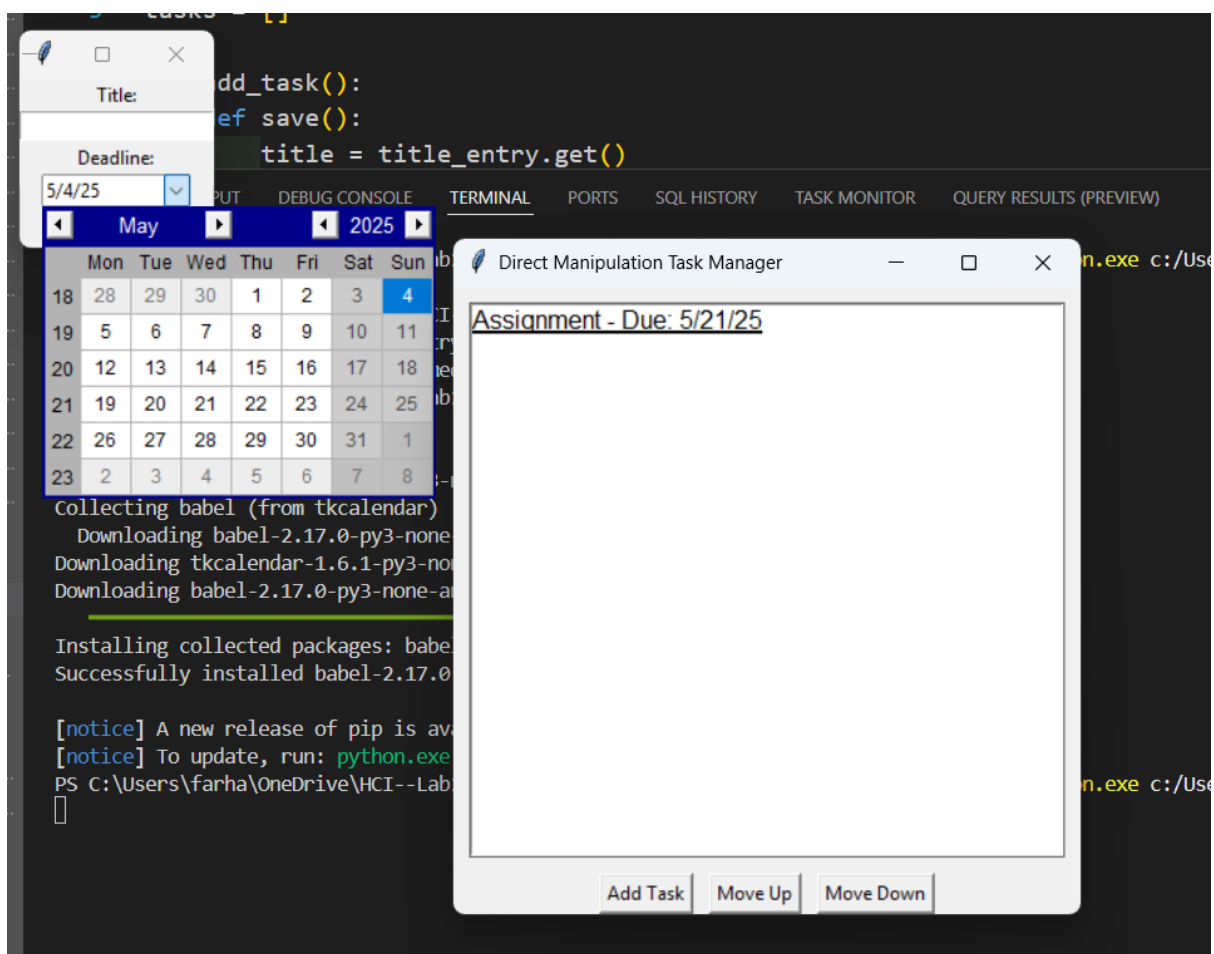 tasks = []
dd_task():
ef save():
title = title_entry.get()
Title:
Deadline:
5/4/25
PUT DEBUG CONSOLE TERMINAL PORTS SQL HISTORY TASK MONITOR QUERY RESULTS (PREVIEW)
May 2025
Mon Tue Wed Thu Fri Sat Sun
18 28 29 30 1 2 3 4
19 5 6 7 8 9 10 11
20 12 13 14 15 16 17 18
21 19 20 21 22 23 24 25
22 26 27 28 29 30 31 1
23 2 3 4 5 6 7 8
n.exe c:/Use
Collecting babel (from tkcalendar)
Downloading babel-2.17.0-py3-none
Downloading tkcalendar-1.6.1-py3-no
Downloading babel-2.17.0-py3-none-a
Installing collected packages: babe
Successfully installed babel-2.17.0
[notice] A new release of pip is av
[notice] To update, run: python.exe
PS C:\Users\farha\OneDrive\HCI--Lab
n.exe c:/Use
Direct Manipulation Task Manager
Assignment - Due: 5/21/25
Add Task Move Up Move Down